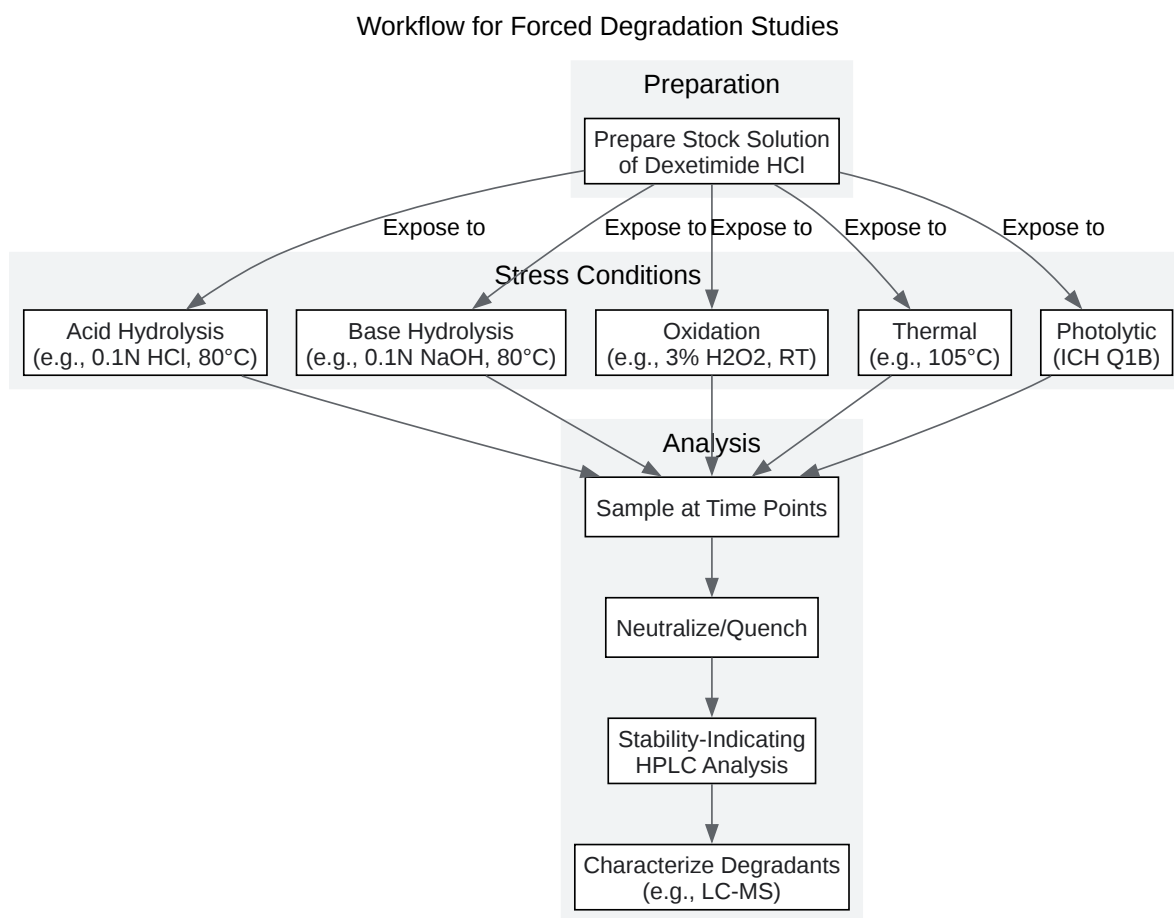 Workflow for Forced Degradation Studies
Preparation
Prepare Stock Solution
of Dexetimide HCl
Expose to
Expose to
Expose to
Expose to
Expose to
Stress Conditions
Acid Hydrolysis
(e.g., 0.1N HCl, 80°C)
Base Hydrolysis
(e.g., 0.1N NaOH, 80°C)
Oxidation
(e.g., 3% H2O2, RT)
Thermal
(e.g., 105°C)
Photolytic
(ICH Q1B)
Analysis
Sample at Time Points
Neutralize/Quench
Stability-Indicating
HPLC Analysis
Characterize Degradants
(e.g., LC-MS)